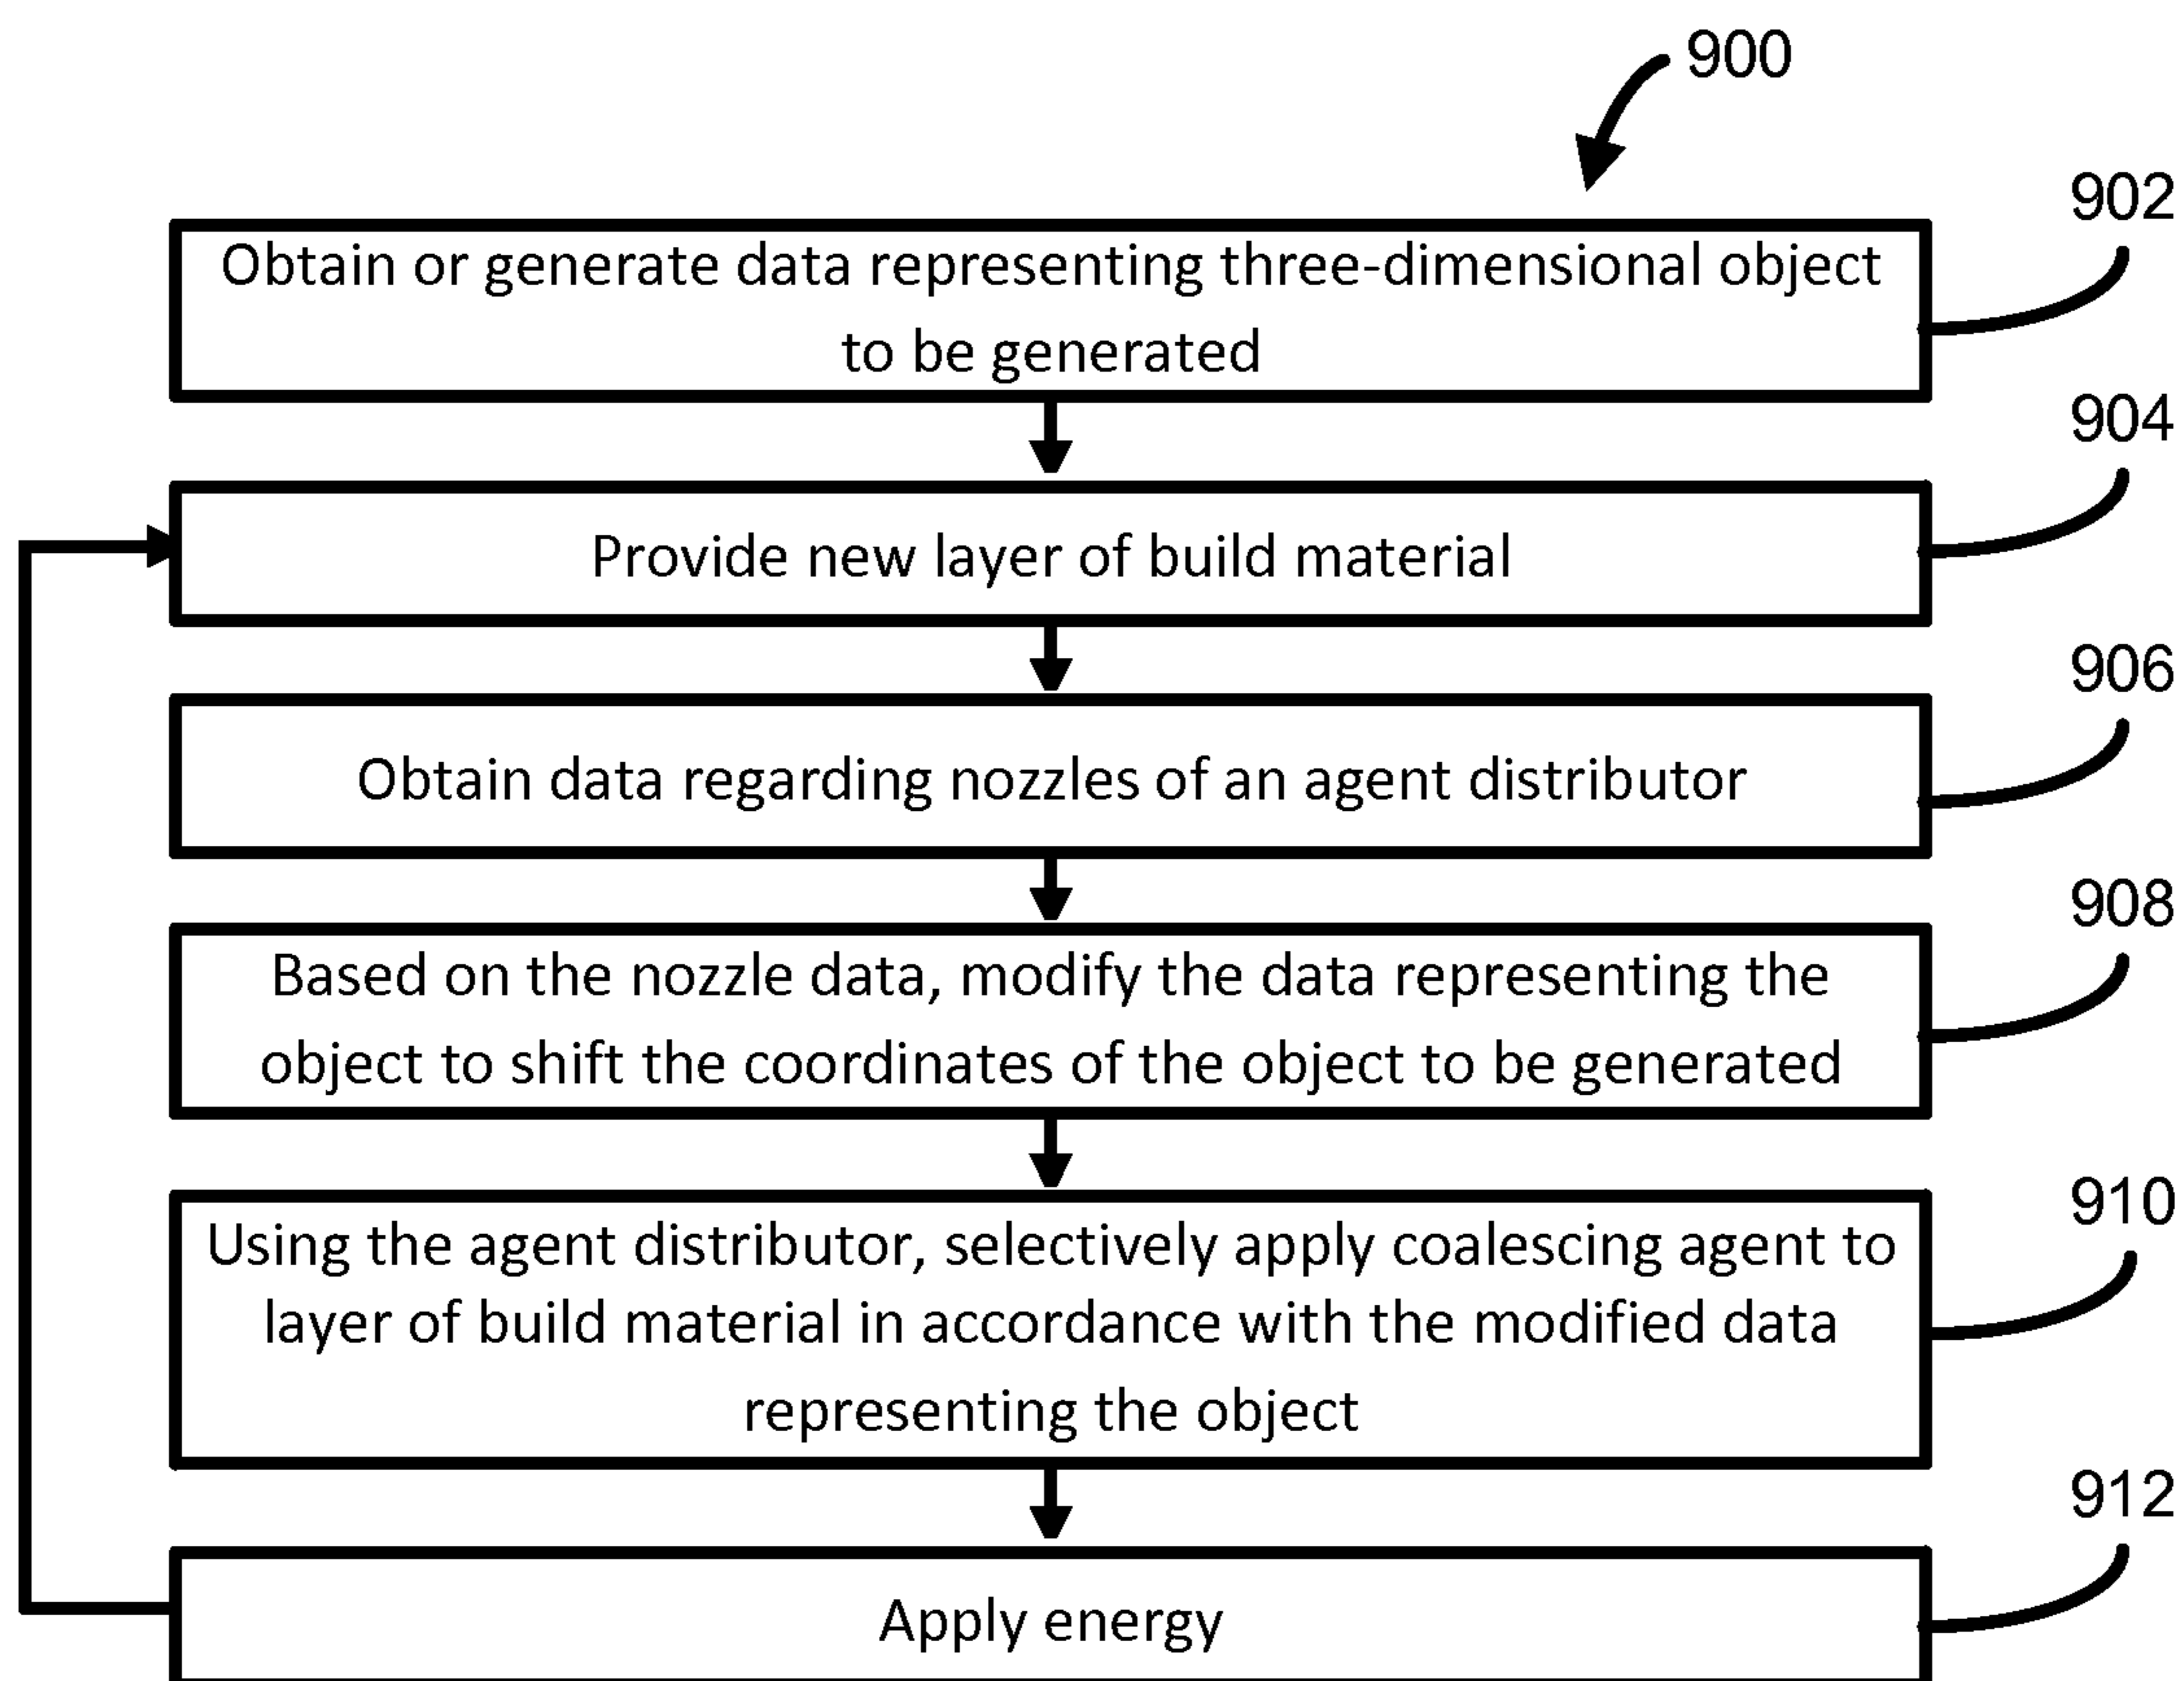 900
902
Obtain or generate data representing three-dimensional object
to be generated
904
Provide new layer of build material
906
Obtain data regarding nozzles of an agent distributor
908
Based on the nozzle data, modify the data representing the
object to shift the coordinates of the object to be generated
910
Using the agent distributor, selectively apply coalescing agent to
layer of build material in accordance with the modified data
representing the object
912
Apply energy